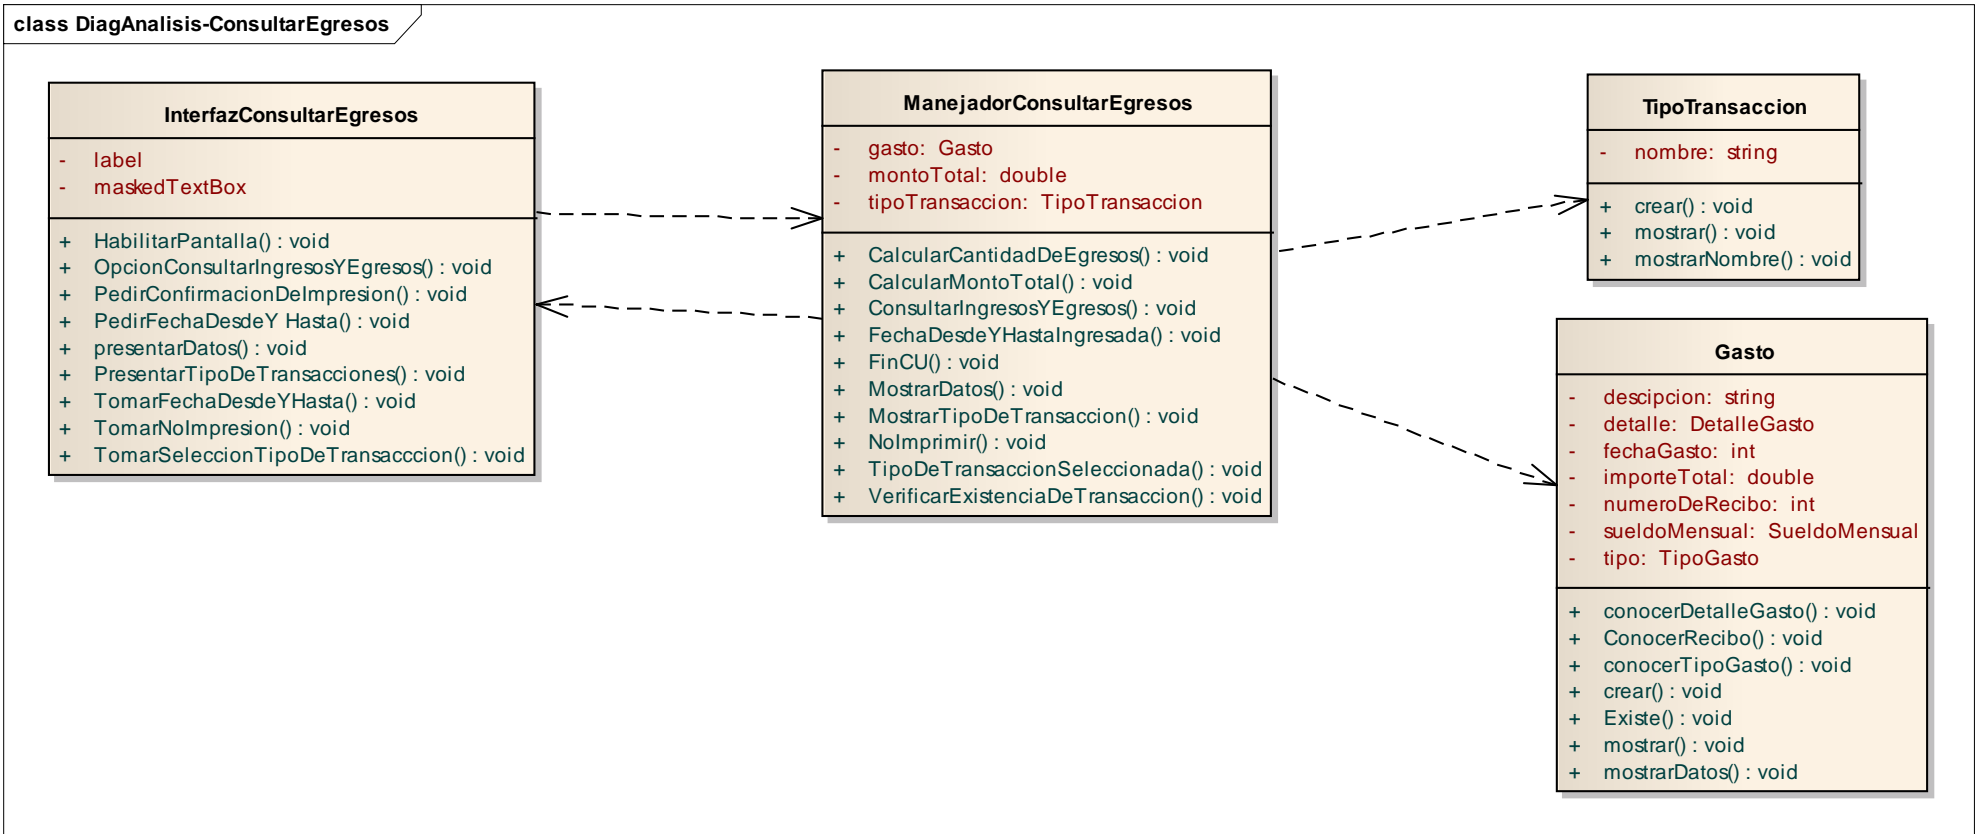 class DiagAnalisis-ConsultarEgresos
InterfazConsultarEgresos
- label
- maskedTextBox
+ HabilitarPantalla() : void
+ OpcionConsultarIngresosYEgresos() : void
+ PedirConfirmacionDeImpresion() : void
+ PedirFechaDesdeY Hasta() : void
+ presentarDatos() : void
+ PresentarTipoDeTransacciones() : void
+ TomarFechaDesdeYHasta() : void
+ TomarNoImpresion() : void
+ TomarSeleccionTipoDeTransacccion() : void
ManejadorConsultarEgresos
- gasto: Gasto
- montoTotal: double
- tipoTransaccion: TipoTransaccion
+ CalcularCantidadDeEgresos() : void
+ CalcularMontoTotal() : void
+ ConsultarIngresosYEgresos() : void
+ FechaDesdeYHastaIngresada() : void
+ FinCU() : void
+ MostrarDatos() : void
+ MostrarTipoDeTransaccion() : void
+ NoImprimir() : void
+ TipoDeTransaccionSeleccionada() : void
+ VerificarExistenciaDeTransaccion() : void
TipoTransaccion
- nombre: string
+ crear() : void
+ mostrar() : void
+ mostrarNombre() : void
Gasto
- descipcion: string
- detalle: DetalleGasto
- fechaGasto: int
- importeTotal: double
- numeroDeRecibo: int
- sueldoMensual: SueldoMensual
- tipo: TipoGasto
+ conocerDetalleGasto() : void
+ ConocerRecibo() : void
+ conocerTipoGasto() : void
+ crear() : void
+ Existe() : void
+ mostrar() : void
+ mostrarDatos() : void